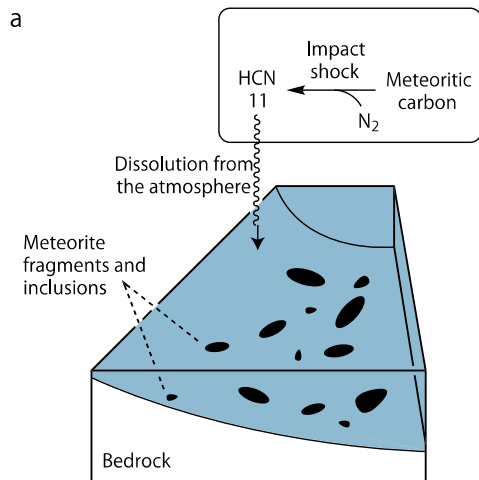 a
Impact
shock
HCN
11
Meteoritic
carbon
N2
Dissolution from
the atmosphere
Meteorite
fragments and
inclusions
Bedrock